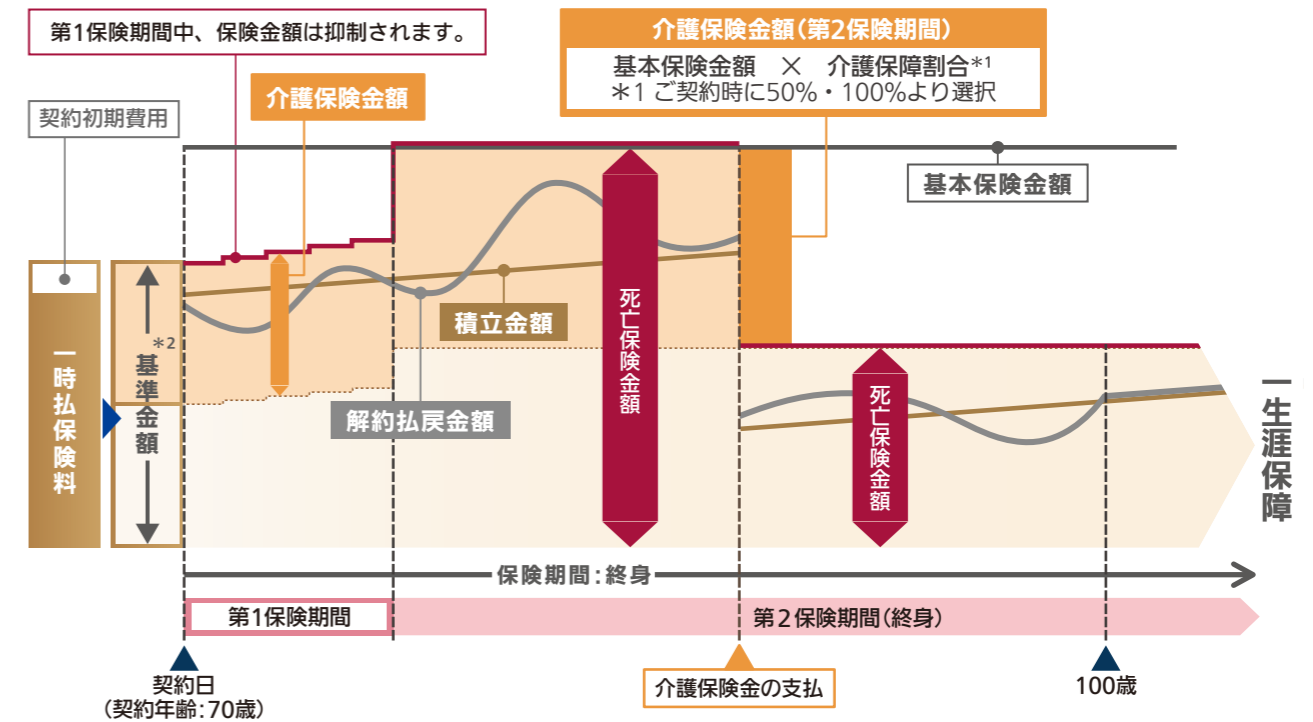 第1保険期間中、保険金額は抑制されます。
介護保険金額(第2保険期間)
基本保険金額 × 介護保障割合*1
*1 ご契約時に50%・100%より選択
契約初期費用
介護保険金額
基本保険金額
一時払保険料
*2
基準金額
積立金額
解約払戻金額
死亡保険金額
死亡保険金額
一生涯保障
保険期間:終身
第1保険期間
第2保険期間(終身)
契約日
(契約年齢:70歳)
介護保険金の支払
100歳